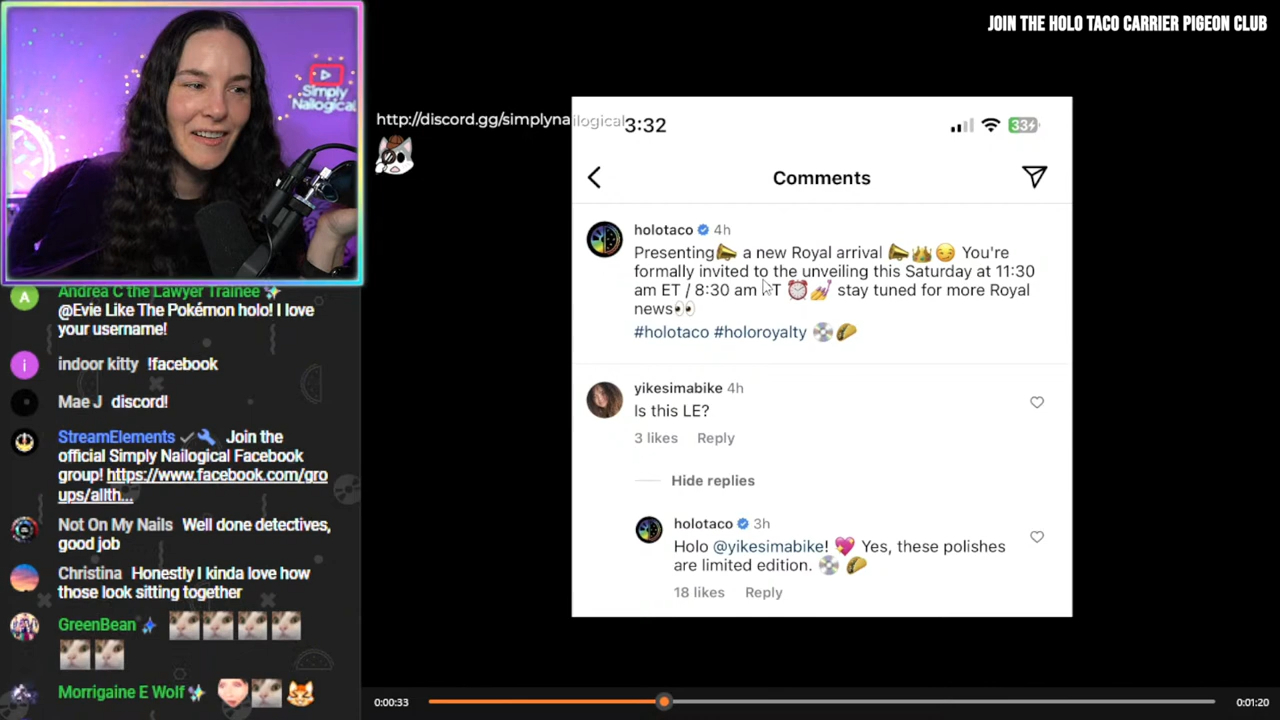 JOIN THE HOLO TACO CARRIER PIGEON CLUB
Simply
Nailogical
http://discord.gg/simplynailogical
3:32
33
Comments
holotaco 4h
Presenting📣 a new Royal arrival 📣👑😏 You're
formally invited to the unveiling this Saturday at 11:30
am ET / 8:30 am PT ⏰💅 stay tuned for more Royal
news👀
#holotaco #holoroyalty 💿🌮
yikesimabike 4h
Is this LE?
3 likes Reply
Hide replies
holotaco 3h
Holo @yikesimabike! 💖 Yes, these polishes
are limited edition. 💿🌮
18 likes Reply
A Andrea C the Lawyer Trainee
@Evie Like The Pokémon holo! I love
your username!
i indoor kitty !facebook
Mae J discord!
StreamElements Join the
official Simply Nailogical Facebook
group! https://www.facebook.com/gro
ups/allth...
Not On My Nails Well done detectives,
good job
Christina Honestly I kinda love how
those look sitting together
GreenBean
Morrigaine E Wolf
0:00:33
0:01:20